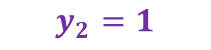 y₂ = 1